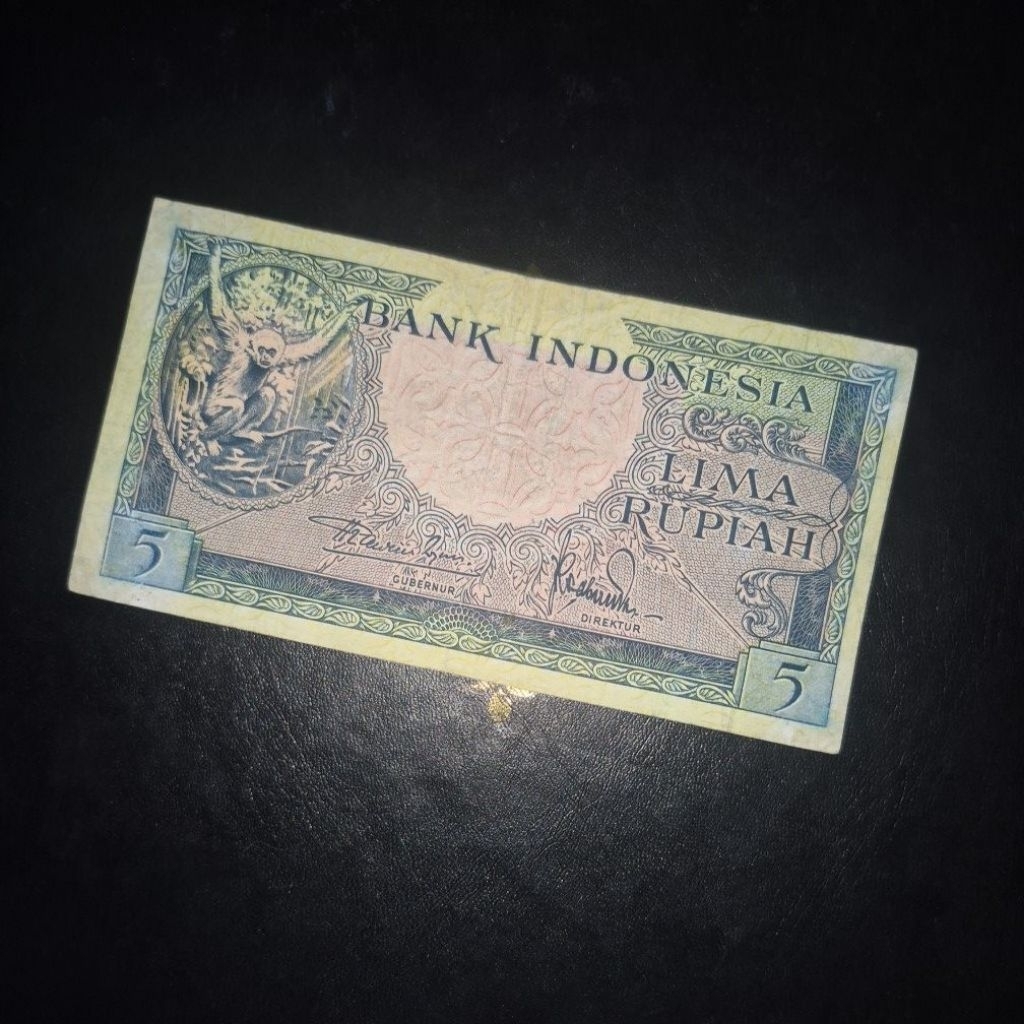 BANK INDONESIA
LIMA
RUPIAH
GUBERNUR
DIREKTUR
5
5